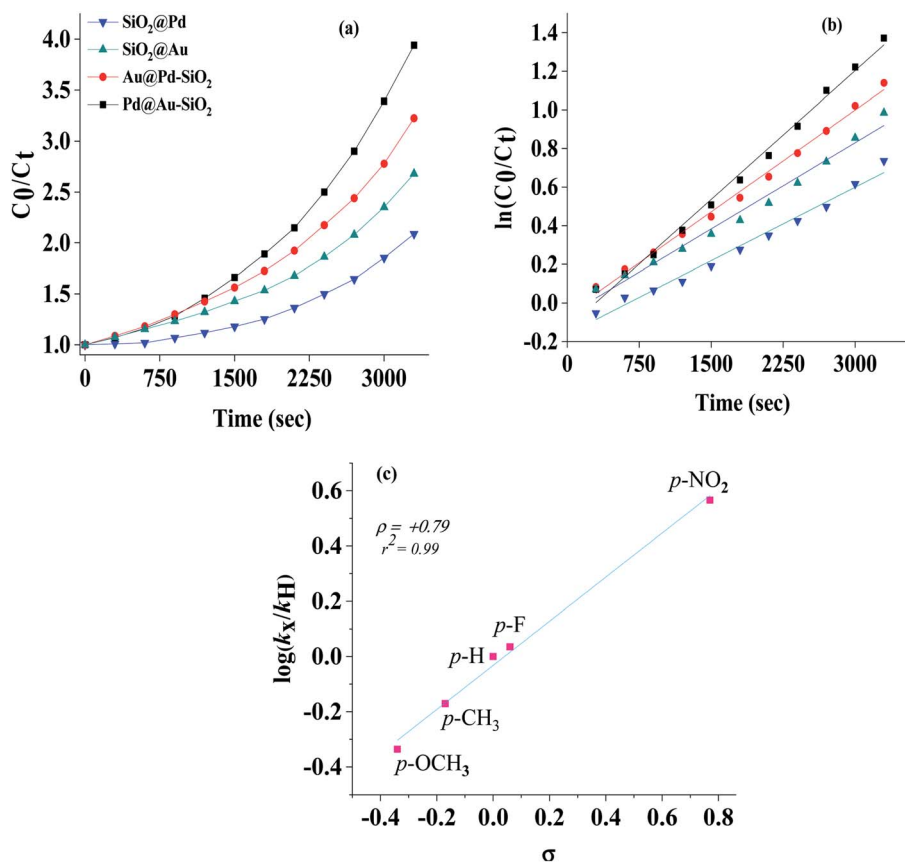 SiO₂@Pd
SiO₂@Au
Au@Pd-SiO₂
Pd@Au-SiO₂
(a)
C0/Ct
4.0
3.5
3.0
2.5
2.0
1.5
1.0
0 750 1500 2250 3000
Time (sec)
(b)
ln(C0/Ct)
1.4
1.2
1.0
0.8
0.6
0.4
0.2
0.0
-0.2
0 750 1500 2250 3000
Time (sec)
(c)
ρ = +0.79
r² = 0.99
log(kX/kH)
0.6
0.4
0.2
0.0
-0.2
-0.4
p-NO₂
p-F
p-H
p-CH₃
p-OCH₃
-0.4 -0.2 0.0 0.2 0.4 0.6 0.8
σ